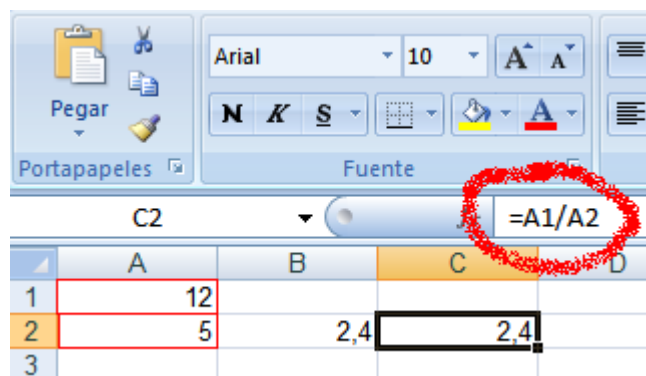 Arial 10 A A
Pegar N K S A
Portapapeles Fuente
C2 =A1/A2
A B C D
1 12
2 5 2,4 2,4
3